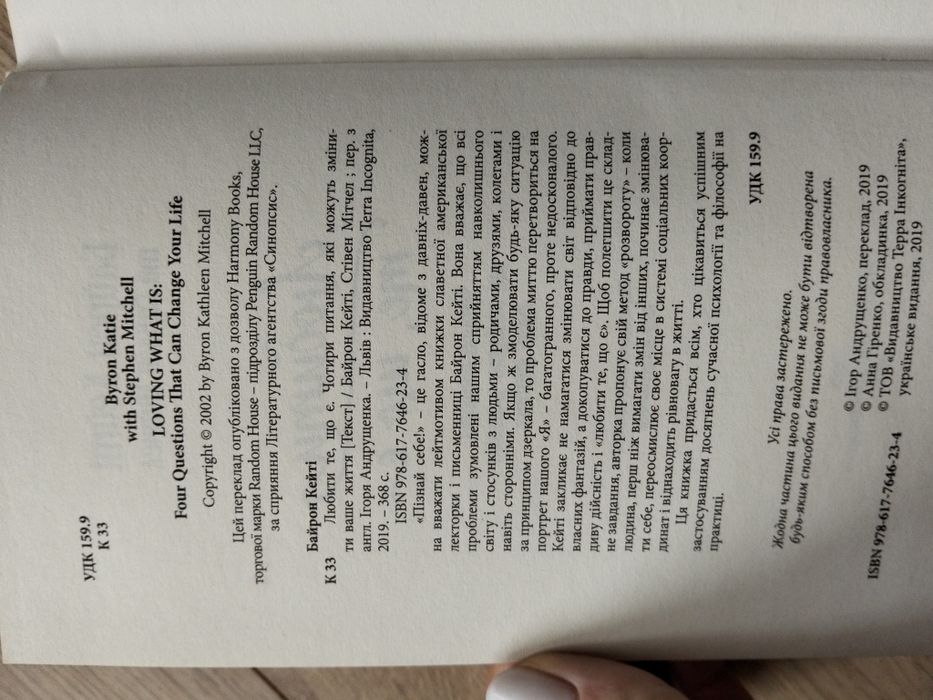 УДК 159.9
К 33
Byron Katie
with Stephen Mitchell
LOVING WHAT IS:
Four Questions That Can Change Your Life
Copyright © 2002 by Byron Kathleen Mitchell
Цей переклад опубліковано з дозволу Harmony Books,
торгової марки Random House – підрозділу Penguin Random House LLC,
за сприяння Літературного агентства «Синопсис».
Байрон Кейті
К 33 Любити те, що є. Чотири питання, які можуть зміни-
ти ваше життя [Текст] / Байрон Кейті, Стівен Мітчел ; пер. з
англ. Ігоря Андрущенка. – Львів : Видавництво Terra Incognita,
2019. – 368 с.
ISBN 978-617-7646-23-4
«Пізнай себе!» – це гасло, відоме з давніх-давен, мож-
на вважати лейтмотивом книжки славетної американської
лекторки і письменниці Байрон Кейті. Вона вважає, що всі
проблеми зумовлені нашим сприйняттям навколишнього
світу і стосунків з людьми – родичами, друзями, колегами і
навіть сторонніми. Якщо ж змоделювати будь-яку ситуацію
за принципом дзеркала, то проблема миттю перетвориться на
портрет нашого «Я» – багатогранного, проте недосконалого.
Кейті закликає не намагатися змінювати світ відповідно до
власних фантазій, а докопуватися до правди, приймати прав-
диву дійсність і «любити те, що є». Щоб полегшити це склад-
не завдання, авторка пропонує свій метод «розвороту» – коли
людина, перш ніж вимагати змін від інших, починає змінюва-
ти себе, переосмислює своє місце в системі соціальних коор-
динат і віднаходить рівновагу в житті.
Ця книжка придасться всім, хто цікавиться успішним
застосуванням досягнень сучасної психології та філософії на
практиці.
УДК 159.9
Усі права застережено.
Жодна частина цього видання не може бути відтворена
будь-яким способом без письмової згоди правовласника.
© Ігор Андрущенко, переклад, 2019
© Анна Гіренко, обкладинка, 2019
© ТОВ «Видавництво Терра Інкогніта»,
ISBN 978-617-7646-23-4 українське видання, 2019